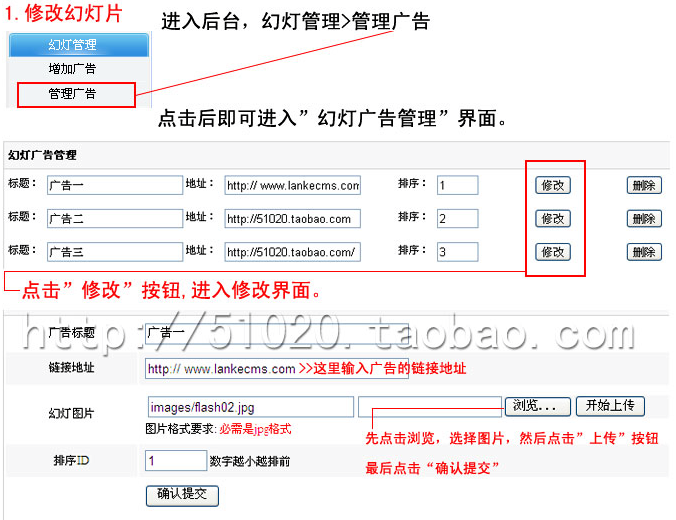 1.修改幻灯片
进入后台，幻灯管理>管理广告
幻灯管理
增加广告
管理广告
点击后即可进入”幻灯广告管理”界面。
幻灯广告管理
标题： 广告一 地址： http:// www.lankecms.com 排序： 1 修改 删除
标题： 广告二 地址： http://51020.taobao.com 排序： 2 修改 删除
标题： 广告三 地址： http://51020.taobao.com/ 排序： 3 修改 删除
点击”修改”按钮,进入修改界面。
http://51020.taobao.com
广告标题 广告一
链接地址 http:// www.lankecms.com >>这里输入广告的链接地址
幻灯图片 images/flash02.jpg 浏览... 开始上传
图片格式要求: 必需是jpg格式
先点击浏览，选择图片，然后点击”上传”按钮
最后点击“确认提交”
排序ID 1 数字越小越排前
确认提交